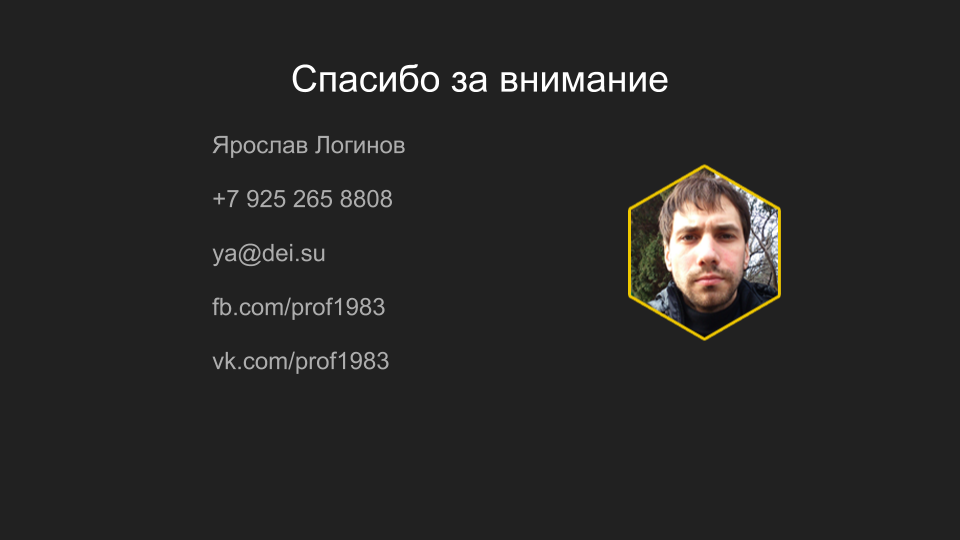 Спасибо за внимание
Ярослав Логинов
+7 925 265 8808
ya@dei.su
fb.com/prof1983
vk.com/prof1983